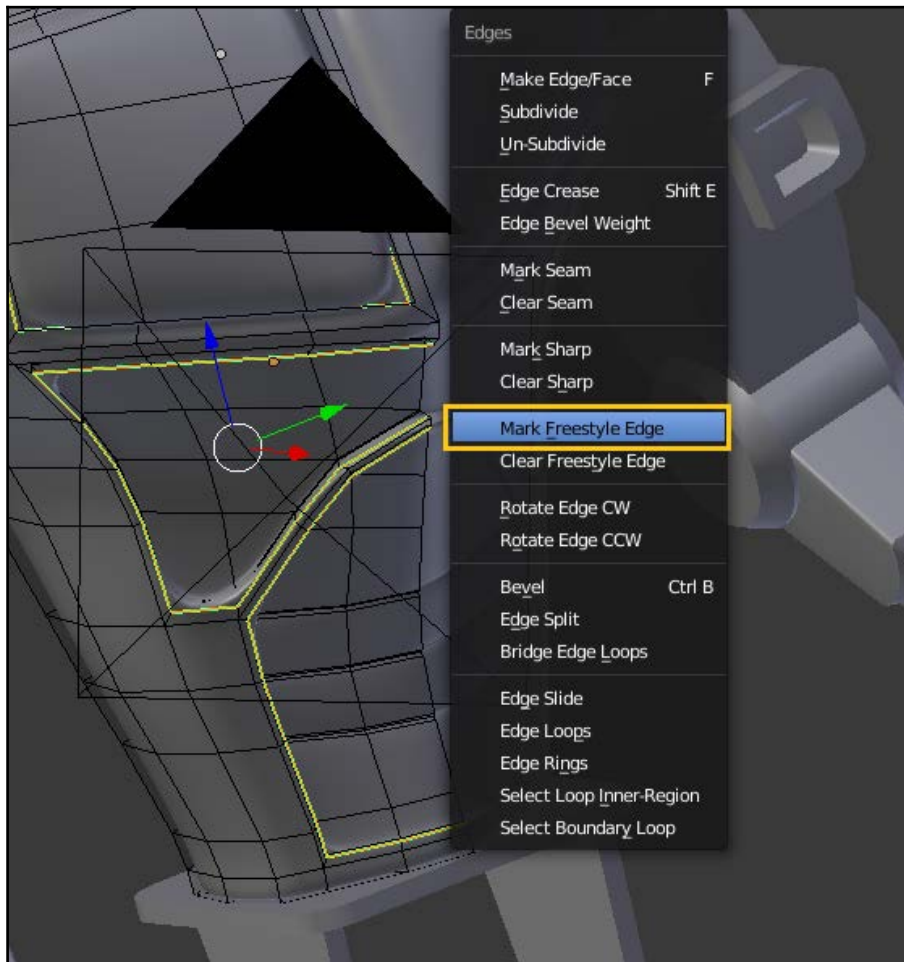 Edges
Make Edge/Face F
Subdivide
Un-Subdivide
Edge Crease Shift E
Edge Bevel Weight
Mark Seam
Clear Seam
Mark Sharp
Clear Sharp
Mark Freestyle Edge
Clear Freestyle Edge
Rotate Edge CW
Rotate Edge CCW
Bevel Ctrl B
Edge Split
Bridge Edge Loops
Edge Slide
Edge Loops
Edge Rings
Select Loop Inner-Region
Select Boundary Loop